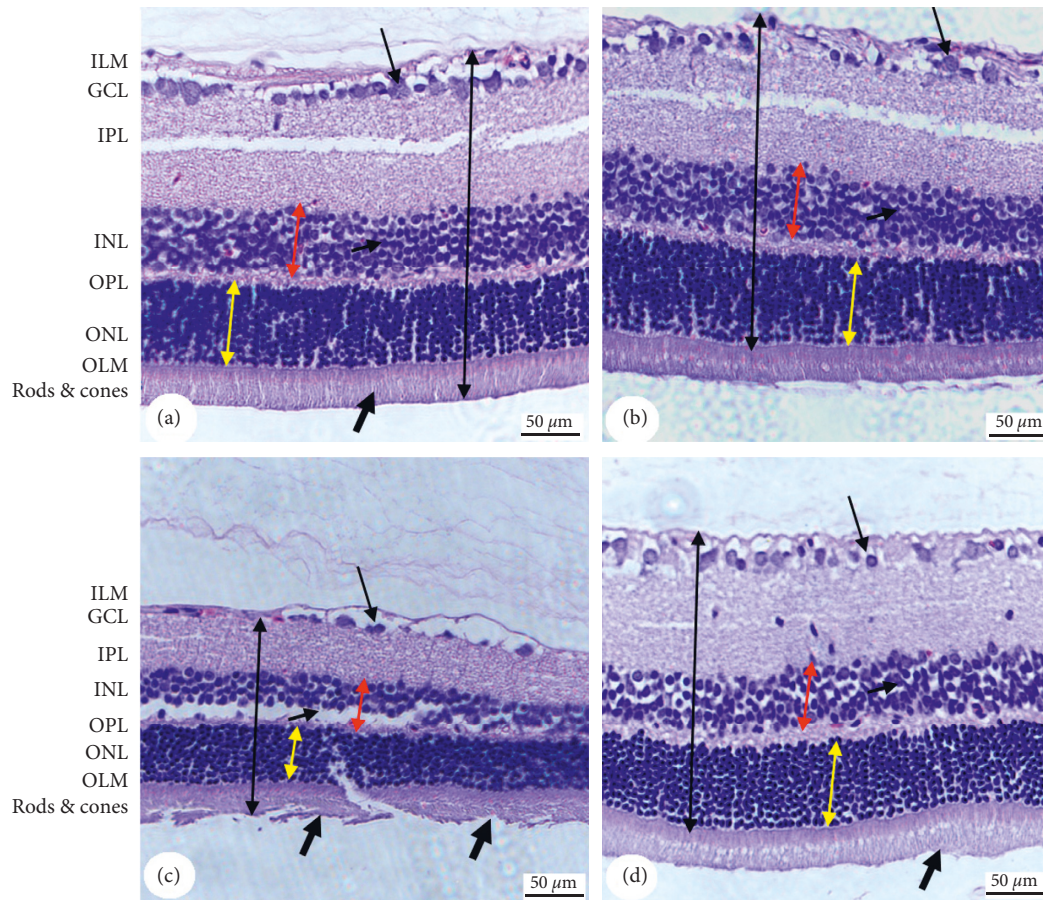 ILM
GCL
IPL
INL
OPL
ONL
OLM
Rods & cones
(a)
50 μm
(b)
50 μm
ILM
GCL
IPL
INL
OPL
ONL
OLM
Rods & cones
(c)
50 μm
(d)
50 μm